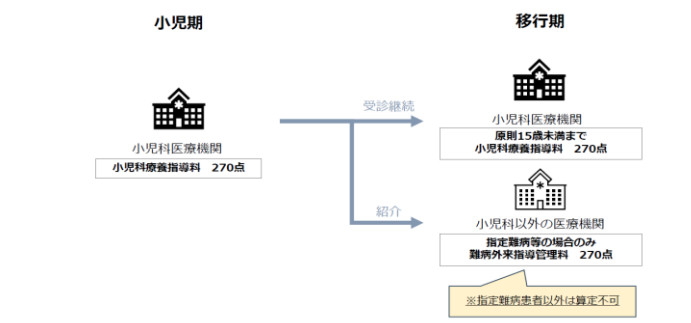 小児期
移行期
小児科医療機関
小児科療養指導料　270点
受診継続
小児科医療機関
原則15歳未満まで
小児科療養指導料　270点
紹介
小児科以外の医療機関
指定難病等の場合のみ
難病外来指導管理料　270点
※指定難病患者以外は算定不可